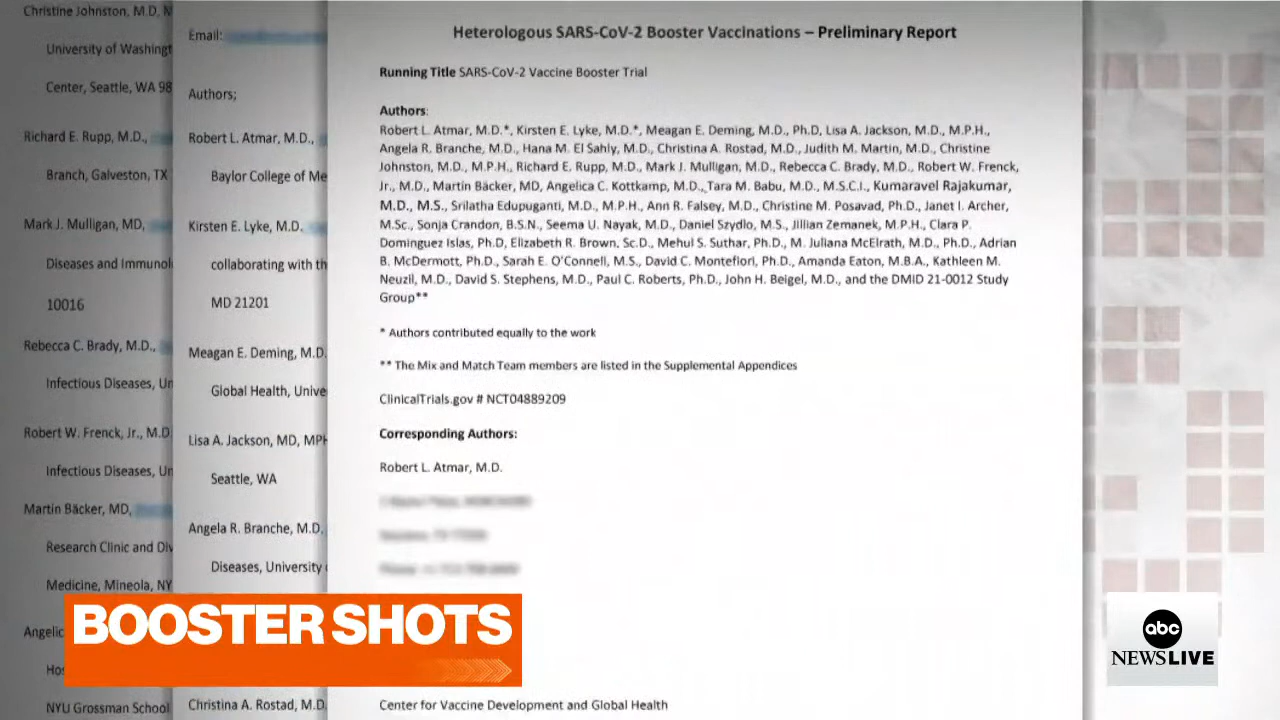 Christine Johnston, M.D, M
University of Washingt
Center, Seattle, WA 98
Richard E. Rupp, M.D.,
Branch, Galveston, TX
Mark J. Mulligan, MD,
Diseases and Immunol
10016
Rebecca C. Brady, M.D.,
Infectious Diseases, Un
Robert W. Frenck, Jr., M.D
Infectious Diseases, Un
Martin Bäcker, MD,
Research Clinic and Div
Medicine, Mineola, NY
Angelic
Hos
NYU Grossman School
Email:
Authors;
Robert L. Atmar, M.D.,
Baylor College of Me
Kirsten E. Lyke, M.D.
collaborating with th
MD 21201
Meagan E. Deming, M.D.
Global Health, Unive
Lisa A. Jackson, MD, MPH
Seattle, WA
Angela R. Branche, M.D.
Diseases, University
Christina A. Rostad, M.D.
Heterologous SARS-CoV-2 Booster Vaccinations – Preliminary Report
Running Title SARS-CoV-2 Vaccine Booster Trial
Authors:
Robert L. Atmar, M.D.*, Kirsten E. Lyke, M.D.*, Meagan E. Deming, M.D., Ph.D, Lisa A. Jackson, M.D., M.P.H.,
Angela R. Branche, M.D., Hana M. El Sahly, M.D., Christina A. Rostad, M.D., Judith M. Martin, M.D., Christine
Johnston, M.D., M.P.H., Richard E. Rupp, M.D., Mark J. Mulligan, M.D., Rebecca C. Brady, M.D., Robert W. Frenck,
Jr., M.D., Martin Bäcker, MD, Angelica C. Kottkamp, M.D., Tara M. Babu, M.D., M.S.C.I., Kumaravel Rajakumar,
M.D., M.S., Srilatha Edupuganti, M.D., M.P.H., Ann R. Falsey, M.D., Christine M. Posavad, Ph.D., Janet I. Archer,
M.Sc., Sonja Crandon, B.S.N., Seema U. Nayak, M.D., Daniel Szydlo, M.S., Jillian Zemanek, M.P.H., Clara P.
Dominguez Islas, Ph.D, Elizabeth R. Brown, Sc.D., Mehul S. Suthar, Ph.D., M. Juliana McElrath, M.D., Ph.D., Adrian
B. McDermott, Ph.D., Sarah E. O'Connell, M.S., David C. Montefiori, Ph.D., Amanda Eaton, M.B.A., Kathleen M.
Neuzil, M.D., David S. Stephens, M.D., Paul C. Roberts, Ph.D., John H. Beigel, M.D., and the DMID 21-0012 Study
Group**
* Authors contributed equally to the work
** The Mix and Match Team members are listed in the Supplemental Appendices
ClinicalTrials.gov # NCT04889209
Corresponding Authors:
Robert L. Atmar, M.D.
Center for Vaccine Development and Global Health
BOOSTER SHOTS
abc
NEWS LIVE